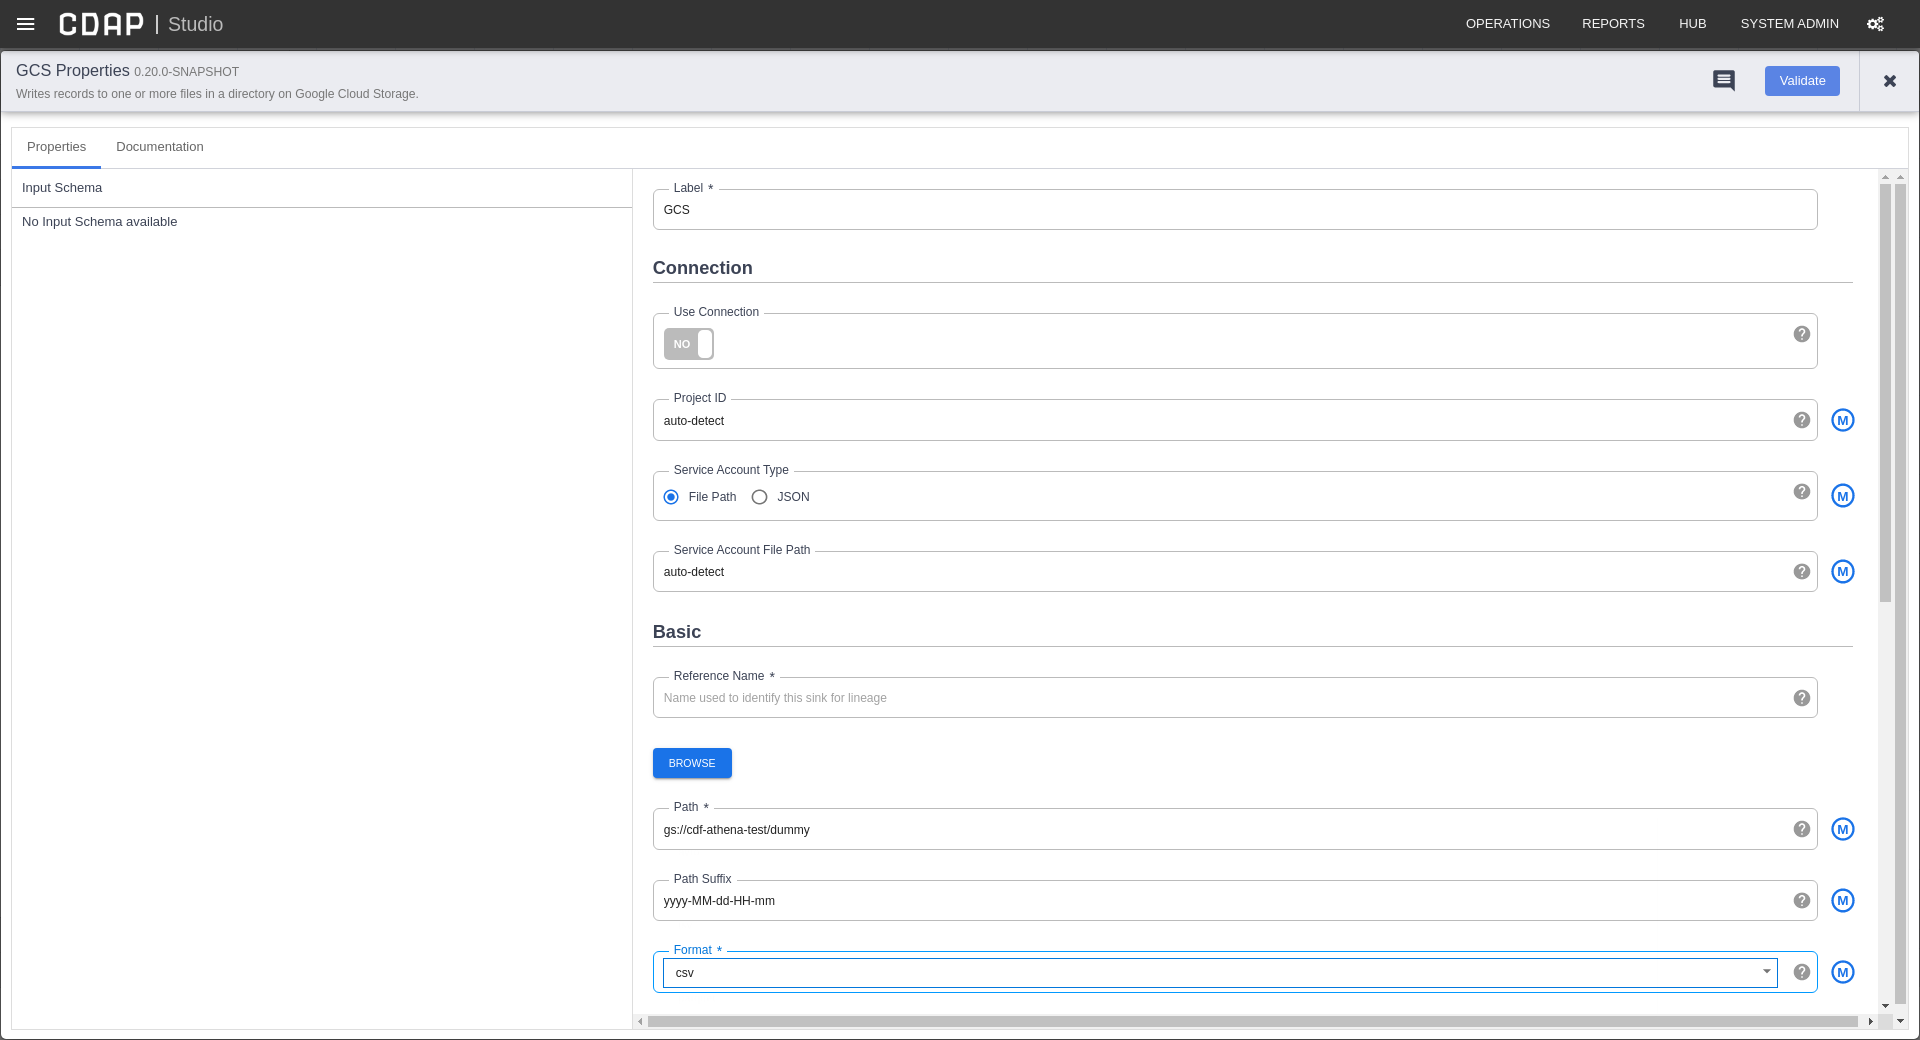 CDAP | Studio
OPERATIONS REPORTS HUB SYSTEM ADMIN
GCS Properties 0.20.0-SNAPSHOT
Writes records to one or more files in a directory on Google Cloud Storage.
Validate
Properties Documentation
Input Schema
No Input Schema available
Label *
GCS
Connection
Use Connection
NO
Project ID
auto-detect
M
Service Account Type
File Path JSON
M
Service Account File Path
auto-detect
M
Basic
Reference Name *
Name used to identify this sink for lineage
BROWSE
Path *
gs://cdf-athena-test/dummy
M
Path Suffix
yyyy-MM-dd-HH-mm
M
Format *
csv
M